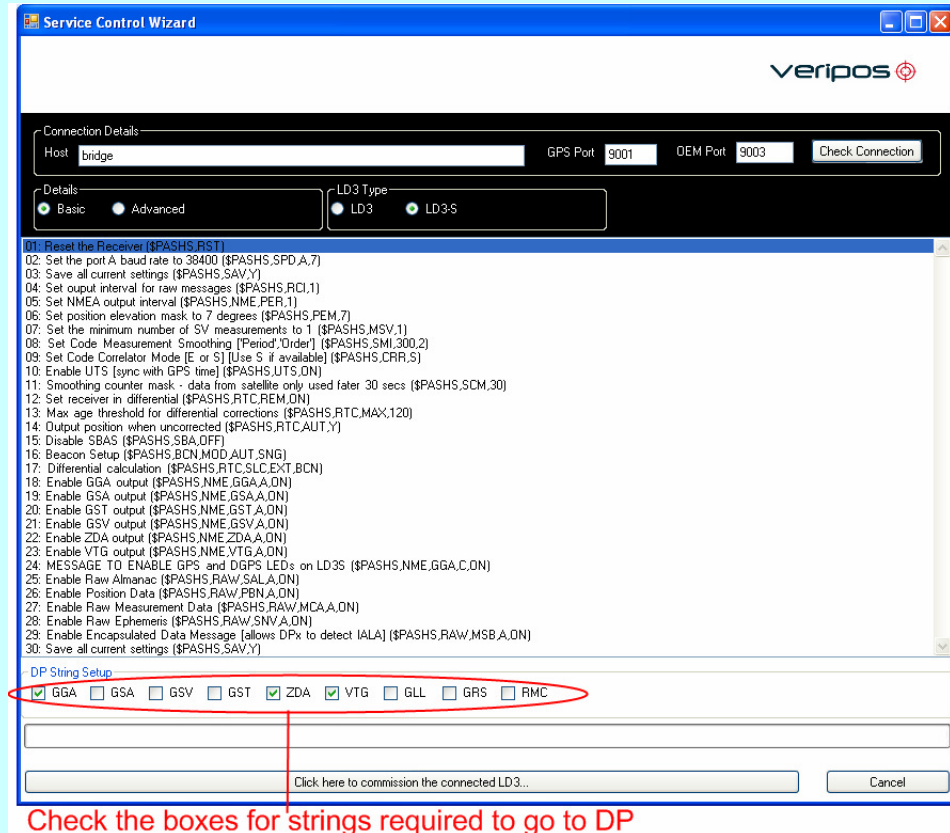 Service Control Wizard
veripos
Connection Details
Host bridge GPS Port 9001 OEM Port 9003 Check Connection
Details LD3 Type
Basic Advanced LD3 LD3-S
01: Reset the Receiver ($PASHS,RST)
02: Set the port A baud rate to 38400 ($PASHS,SPD,A,7)
03: Save all current settings ($PASHS,SAV,Y)
04: Set ouput interval for raw messages ($PASHS,RCI,1)
05: Set NMEA output interval ($PASHS,NME,PER,1)
06: Set position elevation mask to 7 degrees ($PASHS,PEM,7)
07: Set the minimum number of SV measurements to 1 ($PASHS,MSV,1)
08: Set Code Measurement Smoothing ['Period','Order'] ($PASHS,SMI,300,2)
09: Set Code Correlator Mode [E or S] [Use S if available] ($PASHS,CRR,S)
10: Enable UTS [sync with GPS time] ($PASHS,UTS,ON)
11: Smoothing counter mask - data from satellite only used fater 30 secs ($PASHS,SCM,30)
12: Set receiver in differential ($PASHS,RTC,REM,ON)
13: Max age threshold for differential corrections ($PASHS,RTC,MAX,120)
14: Output position when uncorrected ($PASHS,RTC,AUT,Y)
15: Disable SBAS ($PASHS,SBA,OFF)
16: Beacon Setup ($PASHS,BCN,MOD,AUT,SNG)
17: Differential calculation ($PASHS,RTC,SLC,EXT,BCN)
18: Enable GGA output ($PASHS,NME,GGA,A,ON)
19: Enable GSA output ($PASHS,NME,GSA,A,ON)
20: Enable GST output ($PASHS,NME,GST,A,ON)
21: Enable GSV output ($PASHS,NME,GSV,A,ON)
22: Enable ZDA output ($PASHS,NME,ZDA,A,ON)
23: Enable VTG output ($PASHS,NME,VTG,A,ON)
24: MESSAGE TO ENABLE GPS and DGPS LEDs on LD3S ($PASHS,NME,GGA,C,ON)
25: Enable Raw Almanac ($PASHS,RAW,SAL,A,ON)
26: Enable Position Data ($PASHS,RAW,PBN,A,ON)
27: Enable Raw Measurement Data ($PASHS,RAW,MCA,A,ON)
28: Enable Raw Ephemeris ($PASHS,RAW,SNV,A,ON)
29: Enable Encapsulated Data Message [allows DPx to detect IALA] ($PASHS,RAW,MSB,A,ON)
30: Save all current settings ($PASHS,SAV,Y)
DP String Setup
GGA GSA GSV GST ZDA VTG GLL GRS RMC
Click here to commission the connected LD3... Cancel
Check the boxes for strings required to go to DP